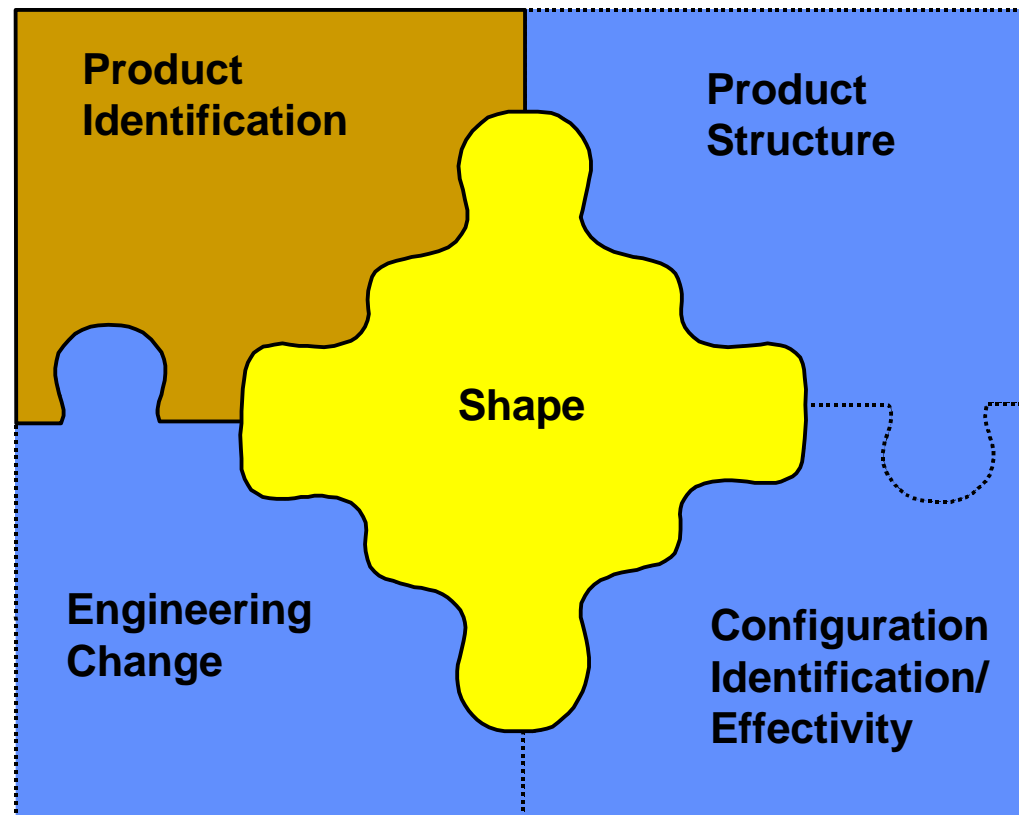 Product
Identification
Product
Structure
Shape
Engineering
Change
Configuration
Identification/
Effectivity